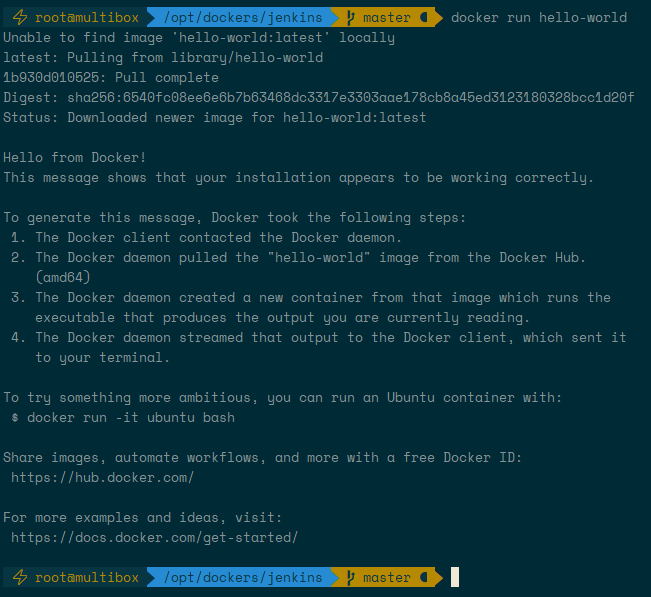 root@multibox /opt/dockers/jenkins master docker run hello-world
Unable to find image 'hello-world:latest' locally
latest: Pulling from library/hello-world
1b930d010525: Pull complete
Digest: sha256:6540fc08ee6e6b7b63468dc3317e3303aae178cb8a45ed3123180328bcc1d20f
Status: Downloaded newer image for hello-world:latest

Hello from Docker!
This message shows that your installation appears to be working correctly.

To generate this message, Docker took the following steps:
 1. The Docker client contacted the Docker daemon.
 2. The Docker daemon pulled the "hello-world" image from the Docker Hub.
    (amd64)
 3. The Docker daemon created a new container from that image which runs the
    executable that produces the output you are currently reading.
 4. The Docker daemon streamed that output to the Docker client, which sent it
    to your terminal.

To try something more ambitious, you can run an Ubuntu container with:
 $ docker run -it ubuntu bash

Share images, automate workflows, and more with a free Docker ID:
 https://hub.docker.com/

For more examples and ideas, visit:
 https://docs.docker.com/get-started/

root@multibox /opt/dockers/jenkins master